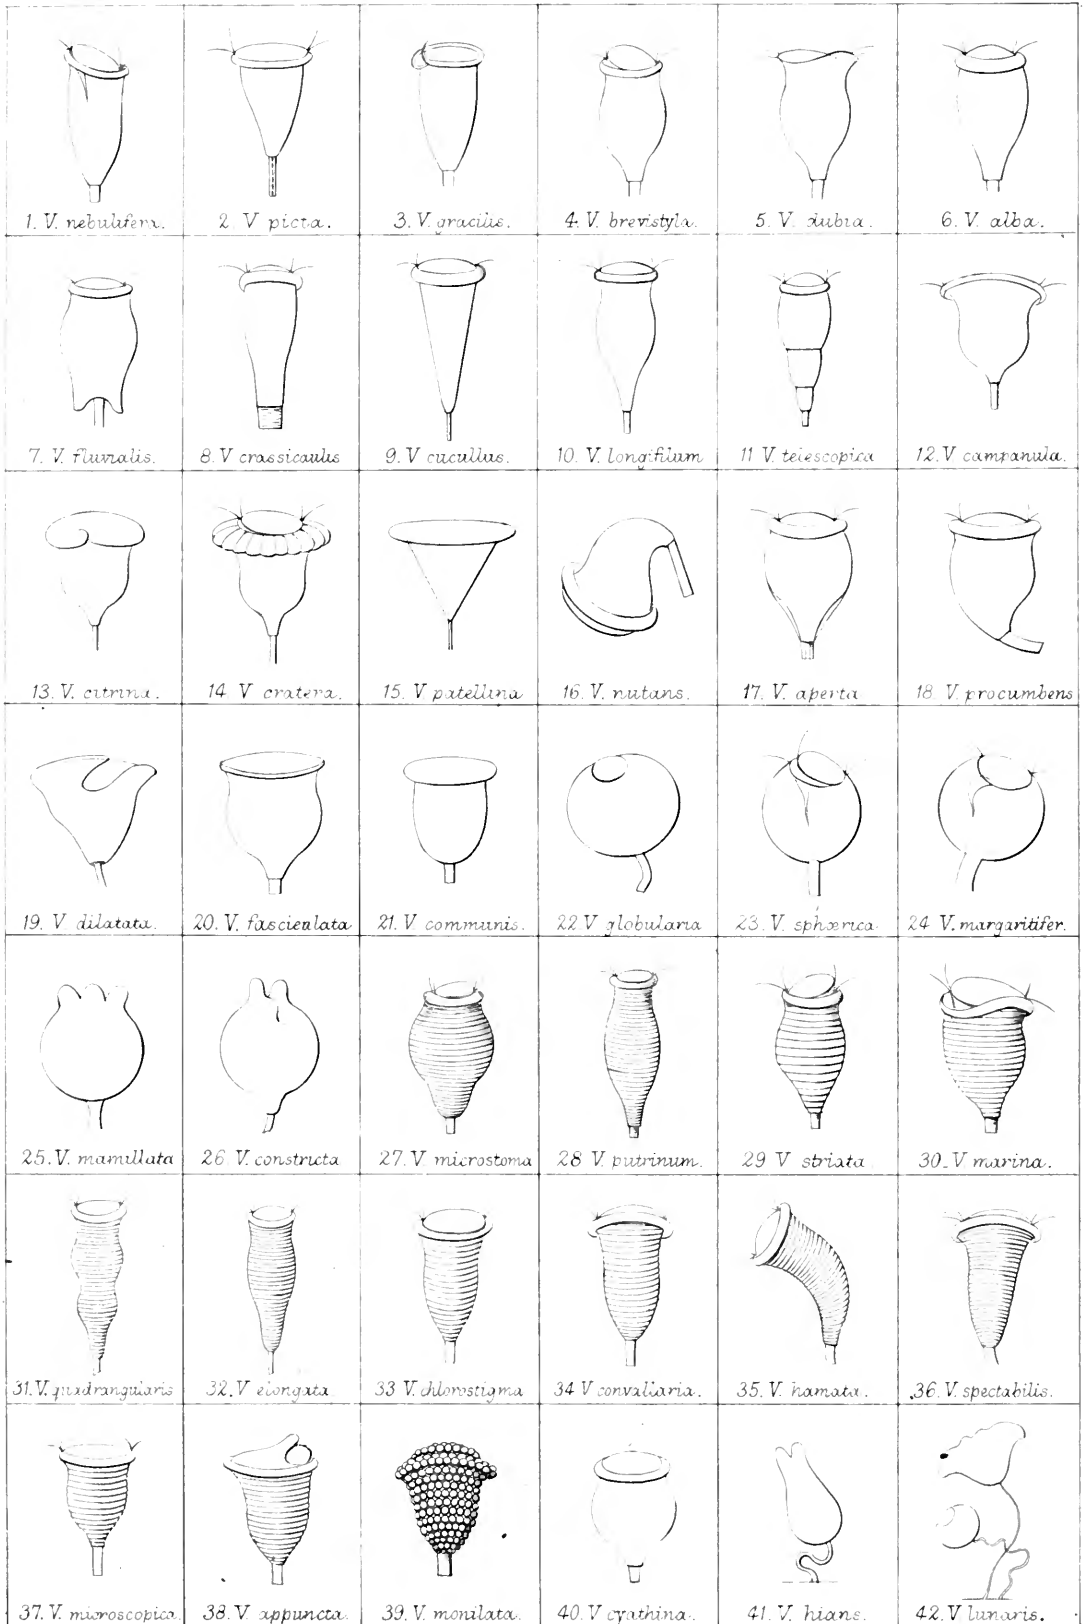 1. V. nebulifera.
2. V picta.
3. V. gracilis.
4. V. brevistyla.
5. V. dubia.
6. V. alba.
7. V. fluvialis.
8. V crassicaulis
9. V cucullus.
10. V. longifilum
11 V. telescopica
12. V campanula.
13. V. citrina.
14 V cratera.
15. V patellina
16. V. nutans.
17. V. aperta
18. V. procumbens
19. V dilatata.
20. V. fascienlata
21. V communis.
22 V globularia
23. V. sphærica.
24 V. margaritifer.
25. V. mamillata
26 V. constricta
27. V. microstoma
28 V. putrinum.
29 V striata
30. V marina.
31. V. quadrangularis
32. V elongata
33 V. chlorostigma
34 V convallaria.
35. V. hamata.
36. V. spectabilis.
37. V. microscopica.
38. V. appuncta.
39. V. monilata.
40. V cyathina.
41. V. hians.
42. V lunaris.